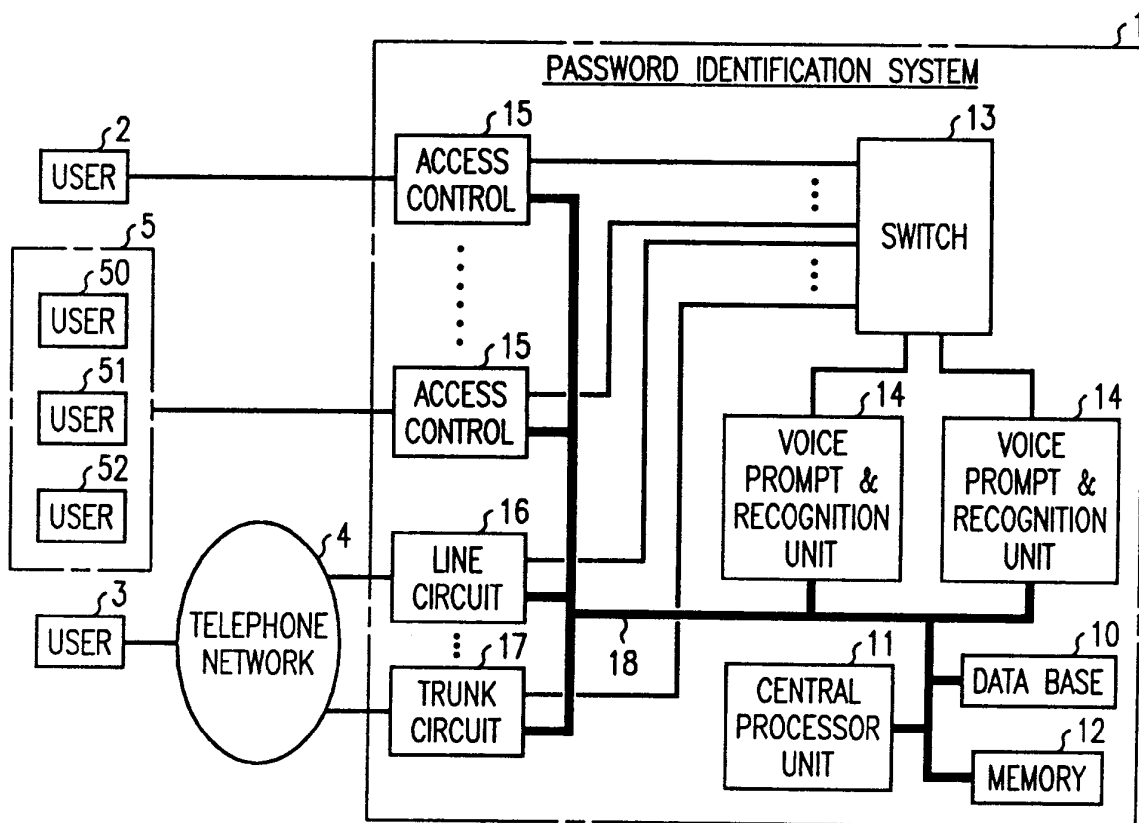 1
PASSWORD IDENTIFICATION SYSTEM
2
USER
15
ACCESS
CONTROL
13
SWITCH
5
50
USER
51
USER
52
USER
15
ACCESS
CONTROL
14
VOICE
PROMPT &
RECOGNITION
UNIT
14
VOICE
PROMPT &
RECOGNITION
UNIT
4
TELEPHONE
NETWORK
3
USER
16
LINE
CIRCUIT
17
TRUNK
CIRCUIT
18
11
CENTRAL
PROCESSOR
UNIT
10
DATA BASE
12
MEMORY